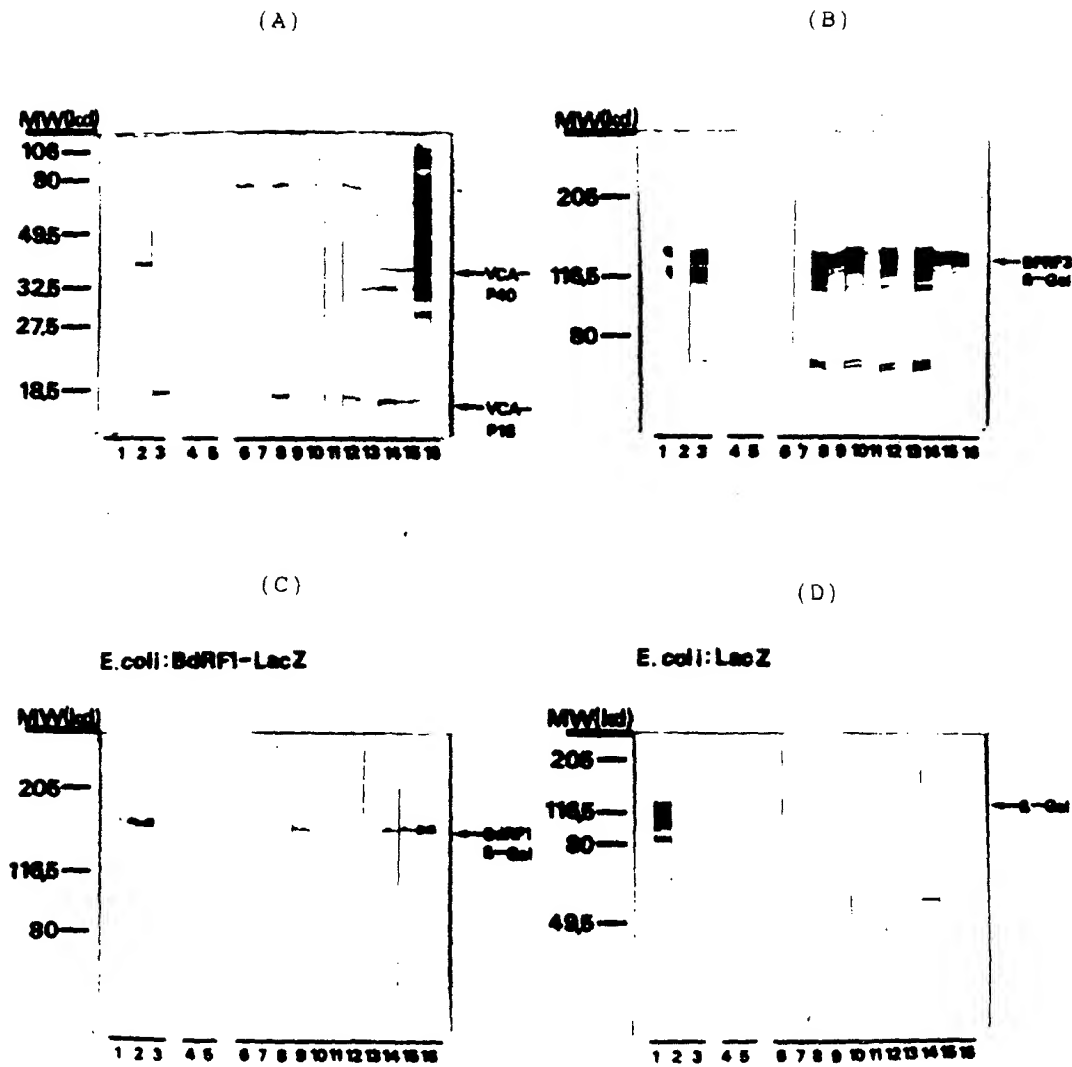 (A)
MW(kd)
106
80
49,5
32,5
27,5
18,5
VCA-
P40
VCA-
P18
1 2 3 4 5 6 7 8 9 10 11 12 13 14 15 16
(B)
MW(kd)
205
116,5
80
BFRF3
B-Gal
1 2 3 4 5 6 7 8 9 10 11 12 13 14 15 16
(C)
E.coli:BdRF1-LacZ
MW(kd)
205
116,5
80
BdRF1
B-Gal
1 2 3 4 5 6 7 8 9 10 11 12 13 14 15 16
(D)
E.coli:LacZ
MW(kd)
205
116,5
80
49,5
B-Gal
1 2 3 4 5 6 7 8 9 10 11 12 13 14 15 16